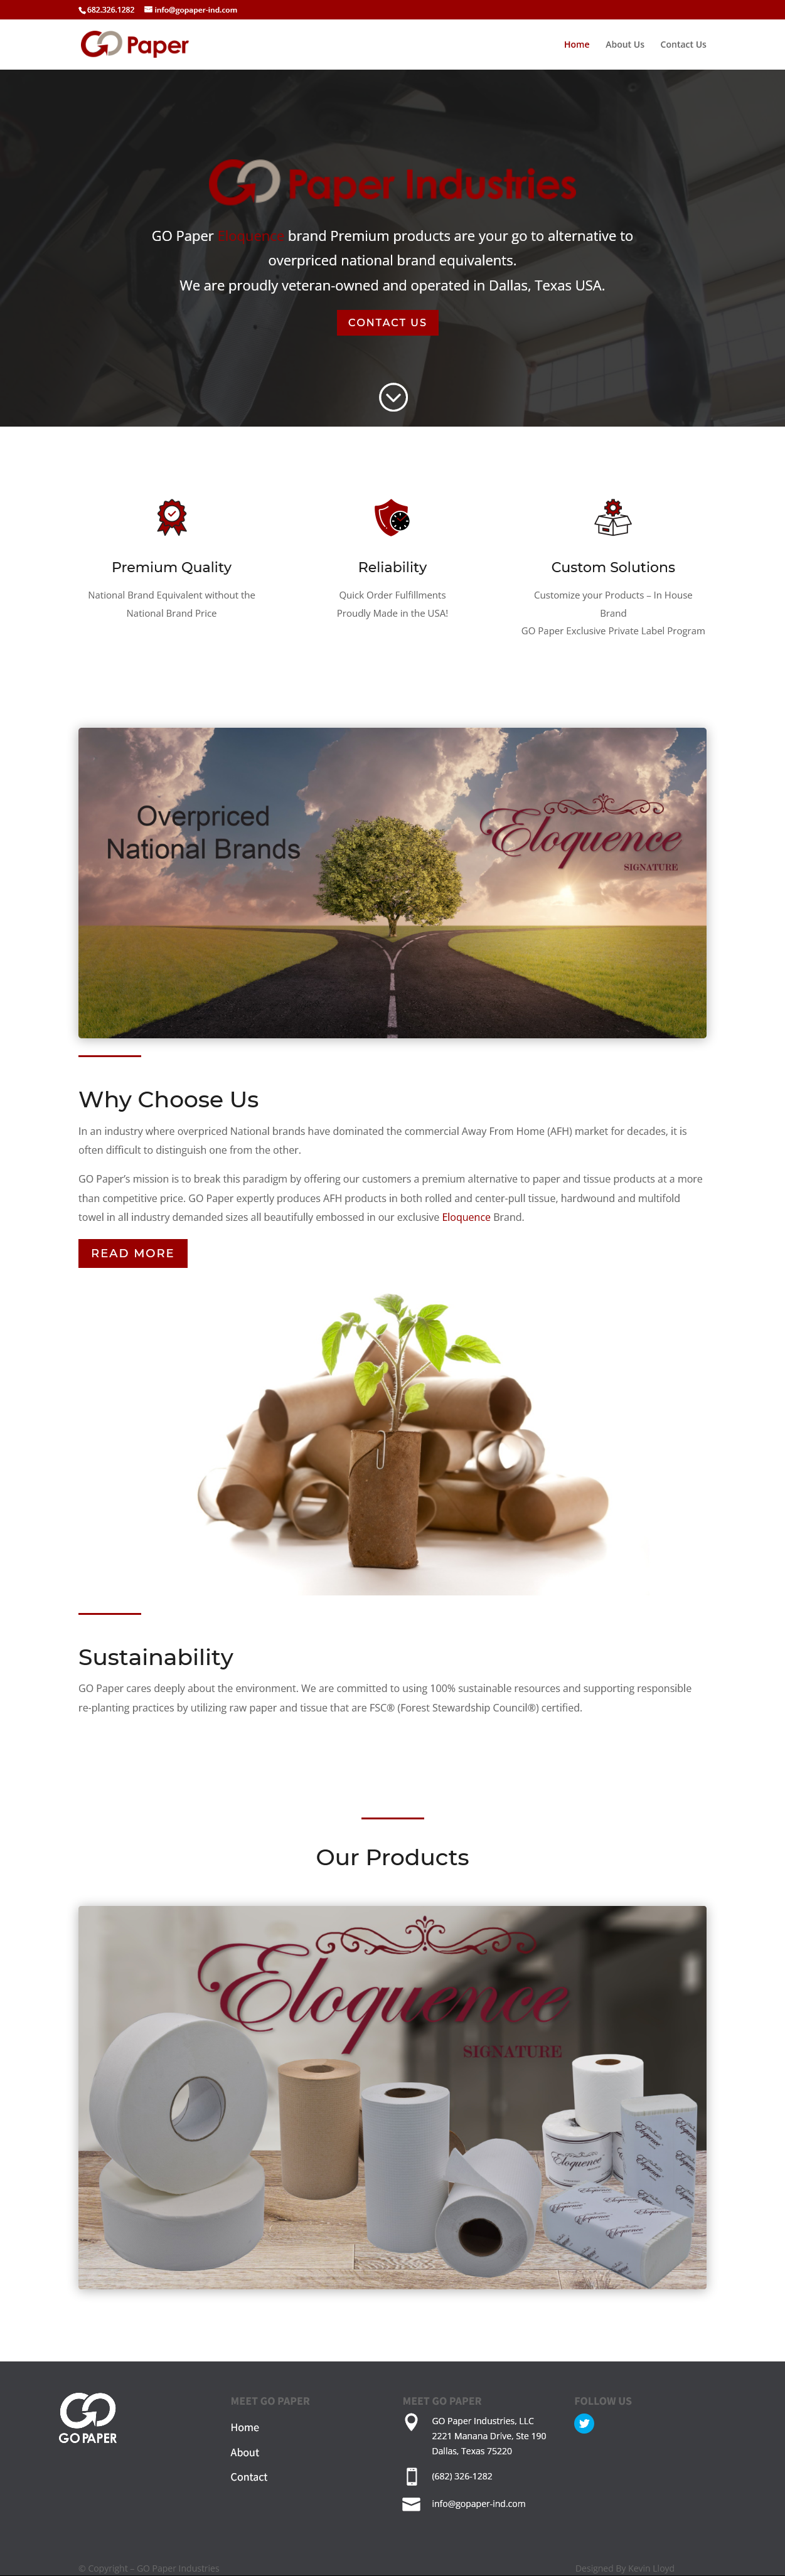 682.326.1282 info@gopaper-ind.com
GO Paper
Home About Us Contact Us
GO Paper Industries
GO Paper Eloquence brand Premium products are your go to alternative to
overpriced national brand equivalents.
We are proudly veteran-owned and operated in Dallas, Texas USA.
CONTACT US
Premium Quality
National Brand Equivalent without the
National Brand Price
Reliability
Quick Order Fulfillments
Proudly Made in the USA!
Custom Solutions
Customize your Products – In House
Brand
GO Paper Exclusive Private Label Program
Overpriced
National Brands
Eloquence
SIGNATURE
Why Choose Us
In an industry where overpriced National brands have dominated the commercial Away From Home (AFH) market for decades, it is
often difficult to distinguish one from the other.
GO Paper's mission is to break this paradigm by offering our customers a premium alternative to paper and tissue products at a more
than competitive price. GO Paper expertly produces AFH products in both rolled and center-pull tissue, hardwound and multifold
towel in all industry demanded sizes all beautifully embossed in our exclusive Eloquence Brand.
READ MORE
Sustainability
GO Paper cares deeply about the environment. We are committed to using 100% sustainable resources and supporting responsible
re-planting practices by utilizing raw paper and tissue that are FSC® (Forest Stewardship Council®) certified.
Our Products
Eloquence
SIGNATURE
Eloquence
SIGNATURE
Eloquence
Eloquence
Eloquence
Eloquence
GO PAPER
MEET GO PAPER
Home
About
Contact
MEET GO PAPER
GO Paper Industries, LLC
2221 Manana Drive, Ste 190
Dallas, Texas 75220
(682) 326-1282
info@gopaper-ind.com
FOLLOW US
© Copyright – GO Paper Industries
Designed By Kevin Lloyd